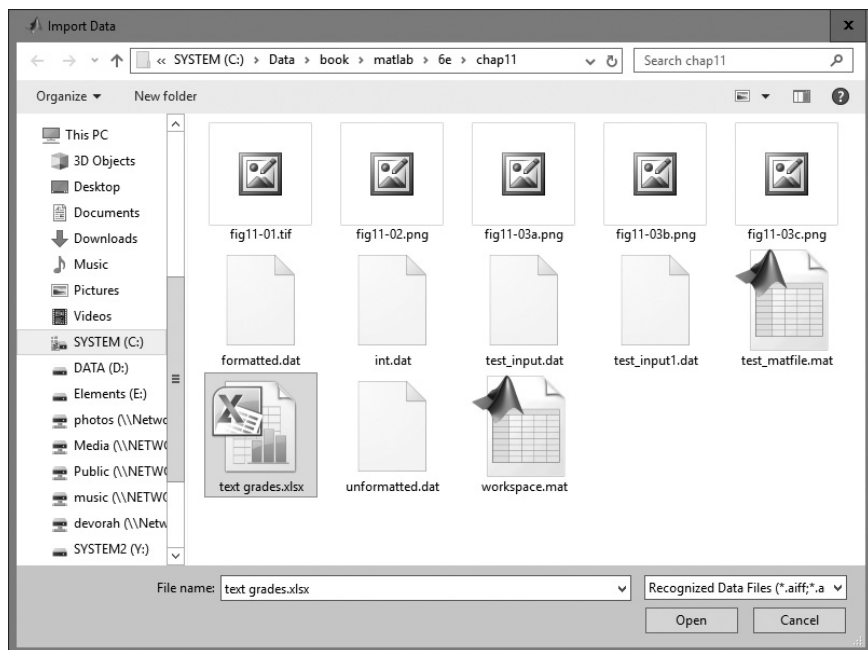 Import Data
x
« SYSTEM (C:) > Data > book > matlab > 6e > chap11
Search chap11
Organize
New folder
?
This PC
3D Objects
Desktop
Documents
Downloads
Music
Pictures
Videos
SYSTEM (C:)
DATA (D:)
Elements (E:)
photos (\\Netwo
Media (\\NETWO
Public (\\NETWO
music (\\NETWO
devorah (\\Netw
SYSTEM2 (Y:)
fig11-01.tif
fig11-02.png
fig11-03a.png
fig11-03b.png
fig11-03c.png
formatted.dat
int.dat
test_input.dat
test_input1.dat
test_matfile.mat
text grades.xlsx
unformatted.dat
workspace.mat
File name:
text grades.xlsx
Recognized Data Files (*.aiff;*.a
Open
Cancel